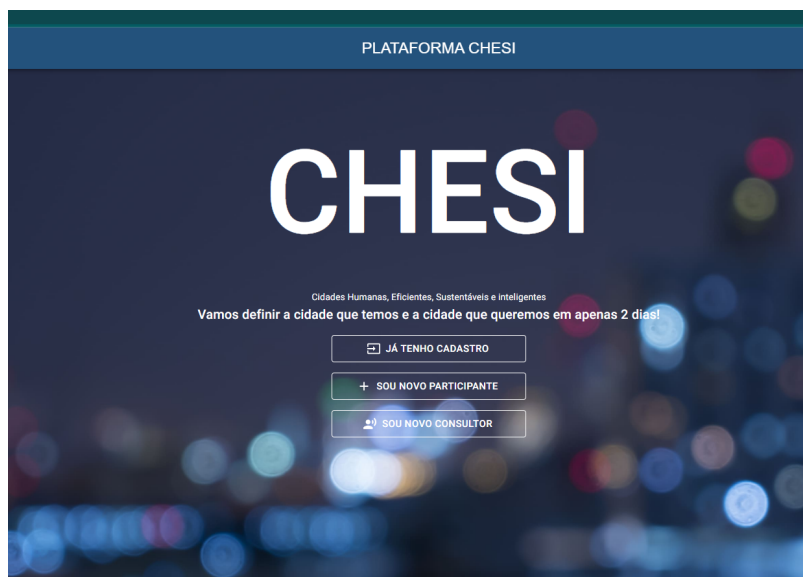 PLATAFORMA CHESI
CHESI
Cidades Humanas, Eficientes, Sustentáveis e inteligentes
Vamos definir a cidade que temos e a cidade que queremos em apenas 2 dias!
JÁ TENHO CADASTRO
+ SOU NOVO PARTICIPANTE
SOU NOVO CONSULTOR